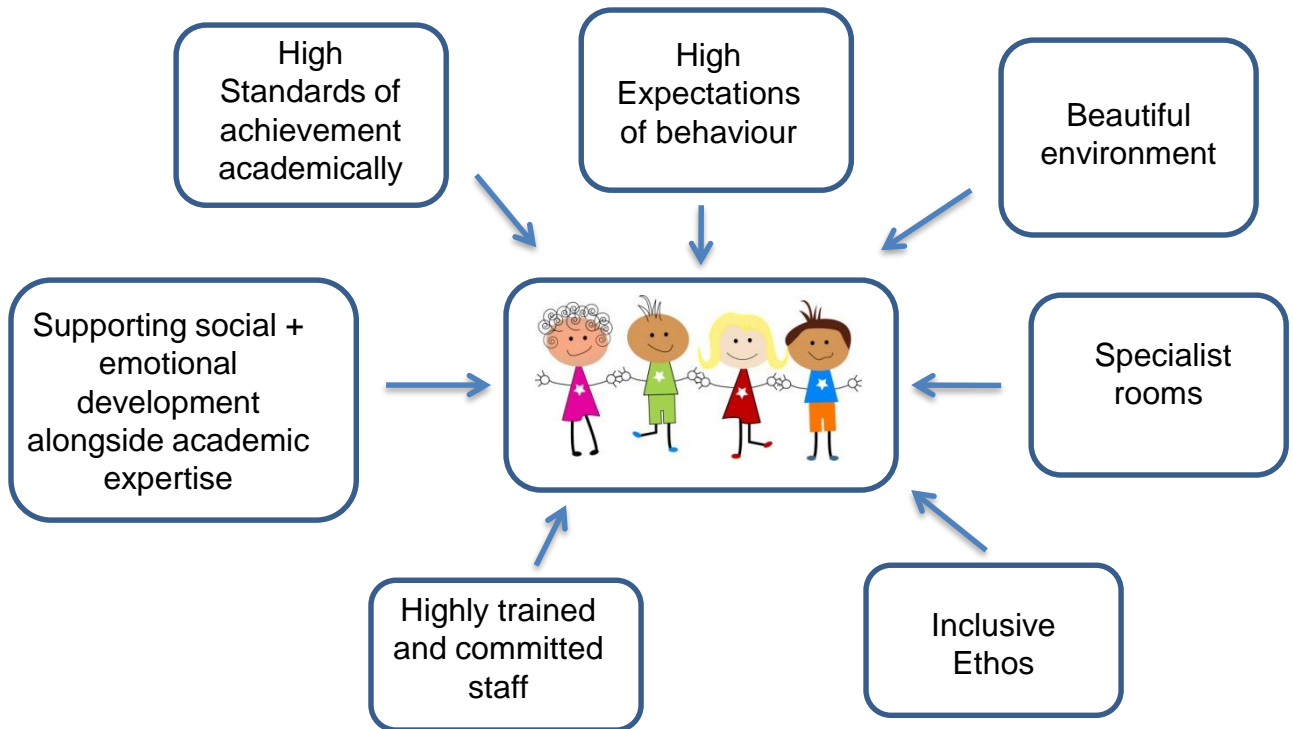 High
Standards of
achievement
academically
High
Expectations
of behaviour
Beautiful
environment
Supporting social +
emotional
development
alongside academic
expertise
Specialist
rooms
Highly trained
and committed
staff
Inclusive
Ethos